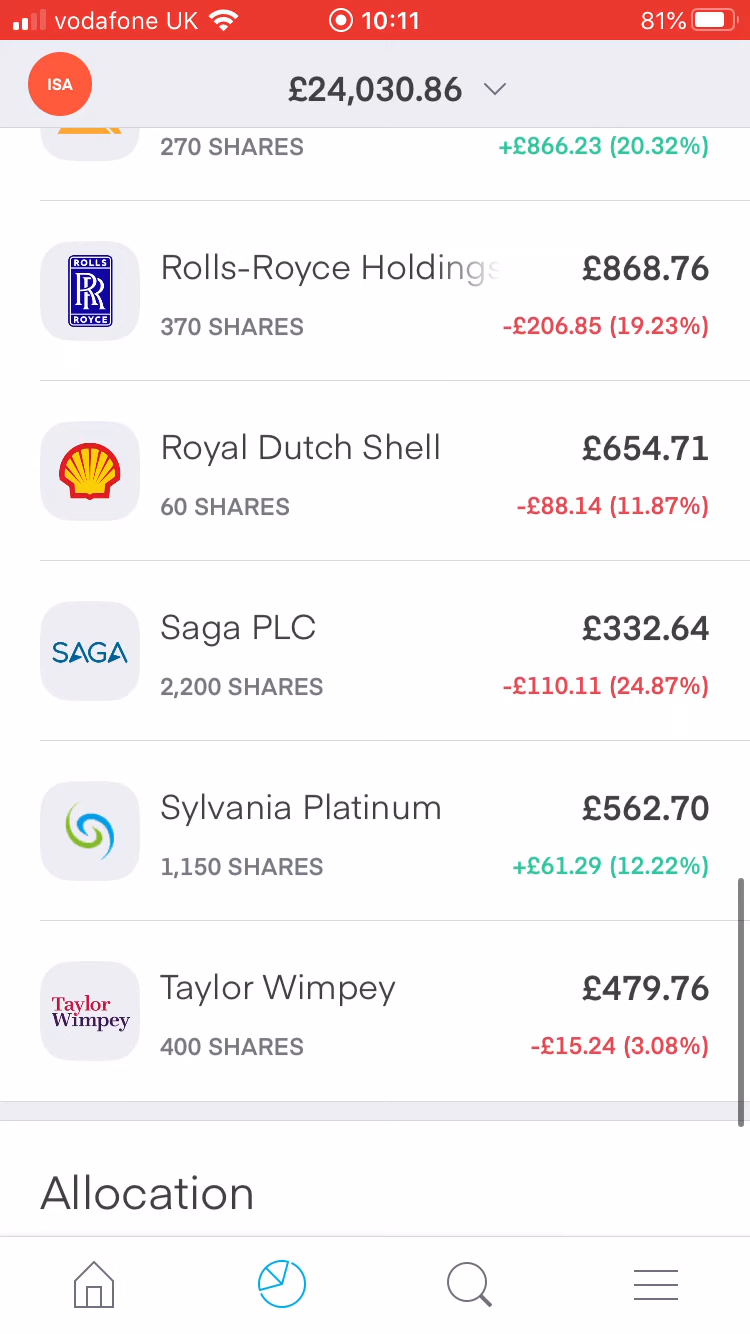 vodafone UK 10:11 81%
ISA £24,030.86
270 SHARES +£866.23 (20.32%)
ROLLS
RR
ROYCE
Rolls-Royce Holdings £868.76
370 SHARES -£206.85 (19.23%)
Royal Dutch Shell £654.71
60 SHARES -£88.14 (11.87%)
SAGA
Saga PLC £332.64
2,200 SHARES -£110.11 (24.87%)
Sylvania Platinum £562.70
1,150 SHARES +£61.29 (12.22%)
Taylor
Wimpey
Taylor Wimpey £479.76
400 SHARES -£15.24 (3.08%)
Allocation